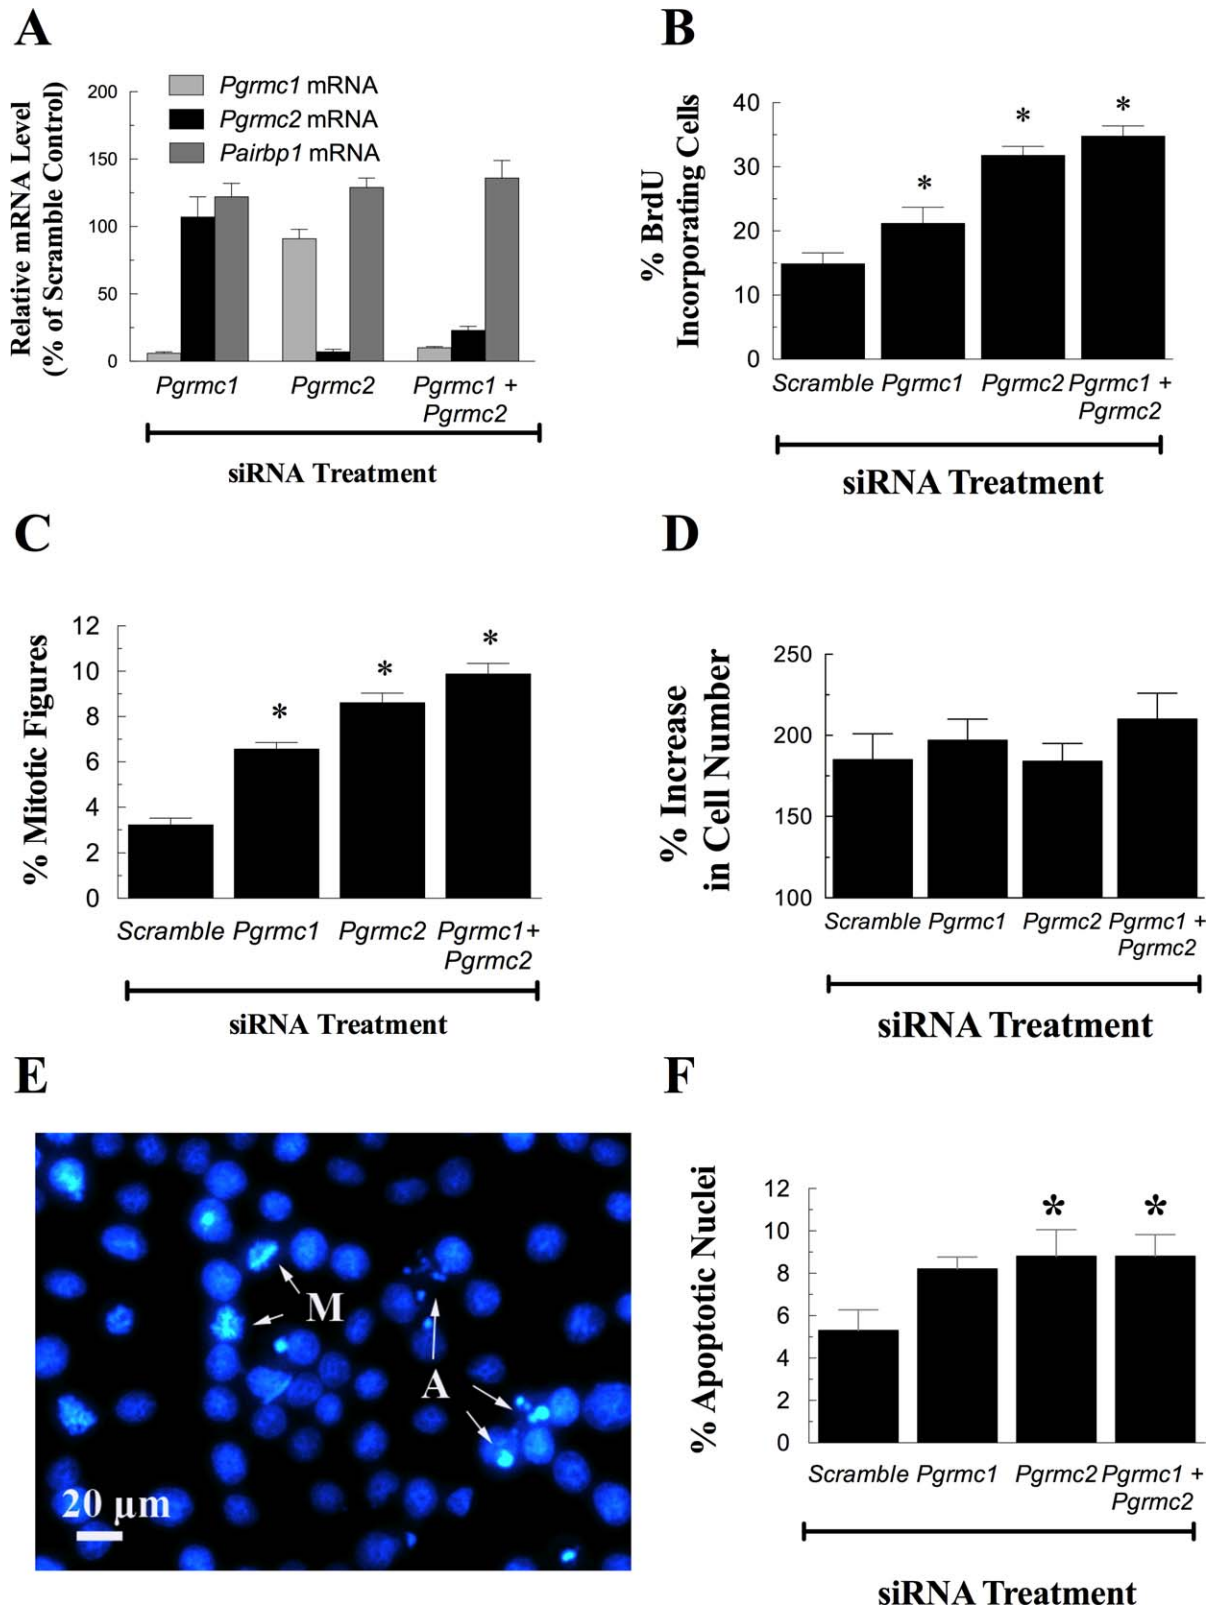 A
Pgrmc1 mRNA
Pgrmc2 mRNA
Pairbp1 mRNA
Relative mRNA Level
(% of Scramble Control)
200
150
100
50
0
Pgrmc1 Pgrmc2 Pgrmc1 +
Pgrmc2
siRNA Treatment
B
% BrdU
Incorporating Cells
40
30
20
10
0
* * *
Scramble Pgrmc1 Pgrmc2 Pgrmc1 +
Pgrmc2
siRNA Treatment
C
% Mitotic Figures
12
10
8
6
4
2
0
* * *
Scramble Pgrmc1 Pgrmc2 Pgrmc1+
Pgrmc2
siRNA Treatment
D
% Increase
in Cell Number
250
200
150
100
Scramble Pgrmc1 Pgrmc2 Pgrmc1 +
Pgrmc2
siRNA Treatment
E
M
A
20 µm
F
% Apoptotic Nuclei
12
10
8
6
4
2
0
* *
Scramble Pgrmc1 Pgrmc2 Pgrmc1 +
Pgrmc2
siRNA Treatment